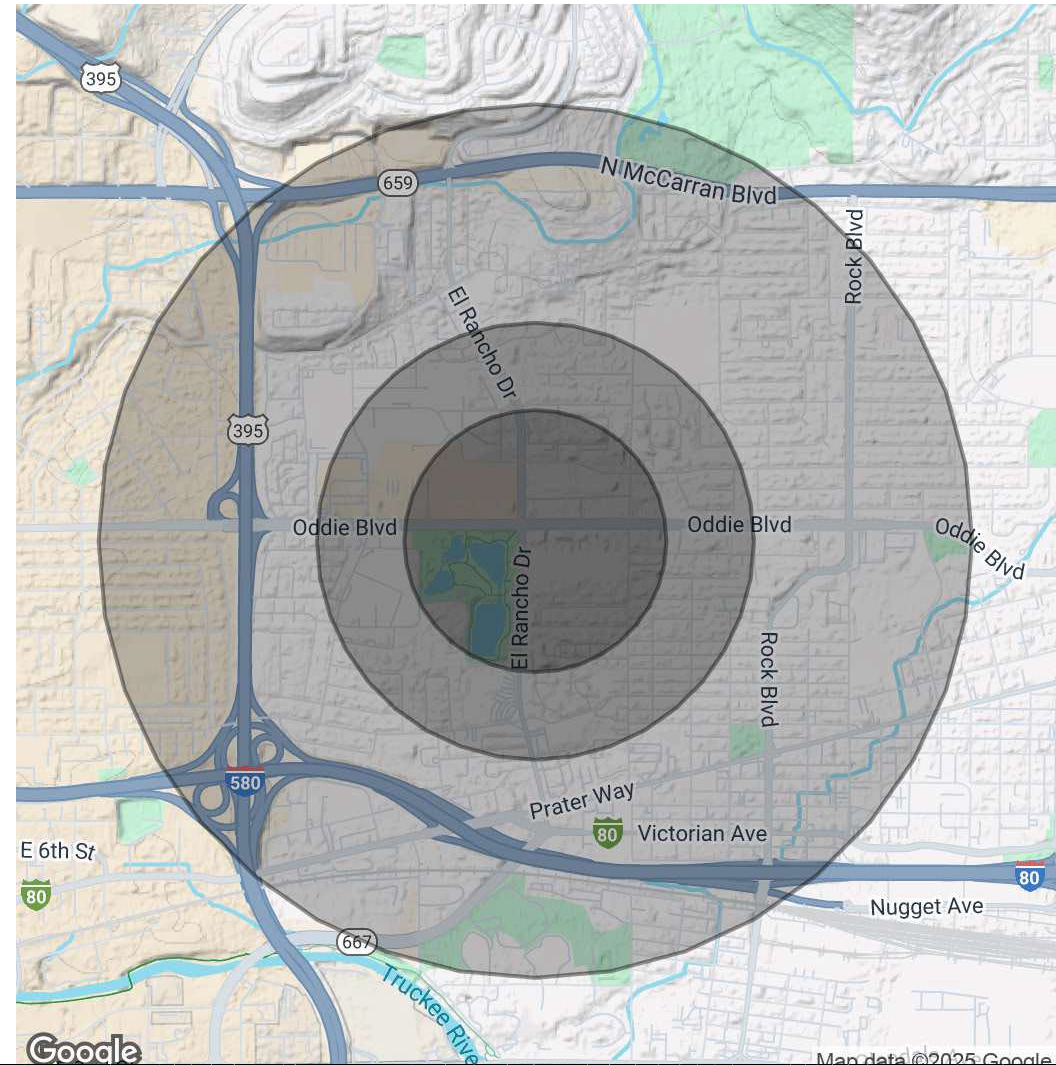 395
659
N McCarran Blvd
Rock Blvd
El Rancho Dr
395
Oddie Blvd
Oddie Blvd
Oddie Blvd
El Rancho Dr
Rock Blvd
580
Prater Way
80
Victorian Ave
E 6th St
80
80
Nugget Ave
667
Truckee Rive
Google
Map data ©2025 Google